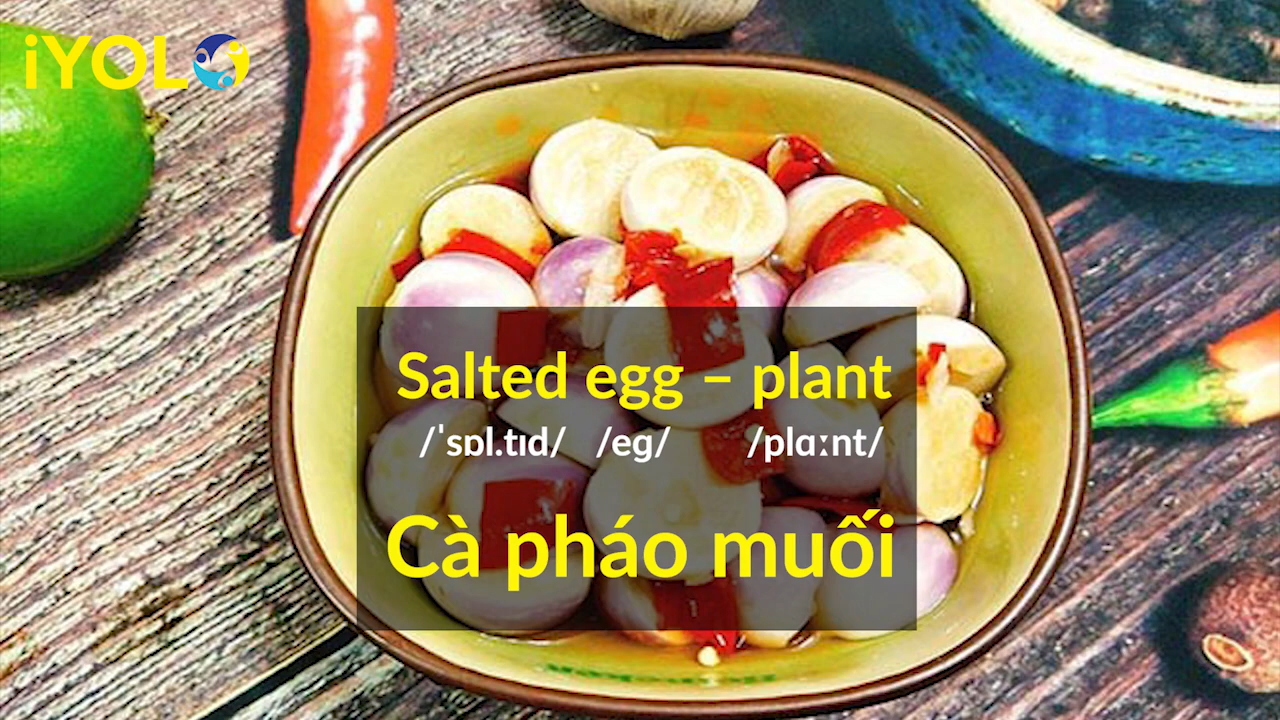 iYOLO
Salted egg – plant
/ˈsɒl.tɪd/ /eg/ /plɑːnt/
Cà pháo muối